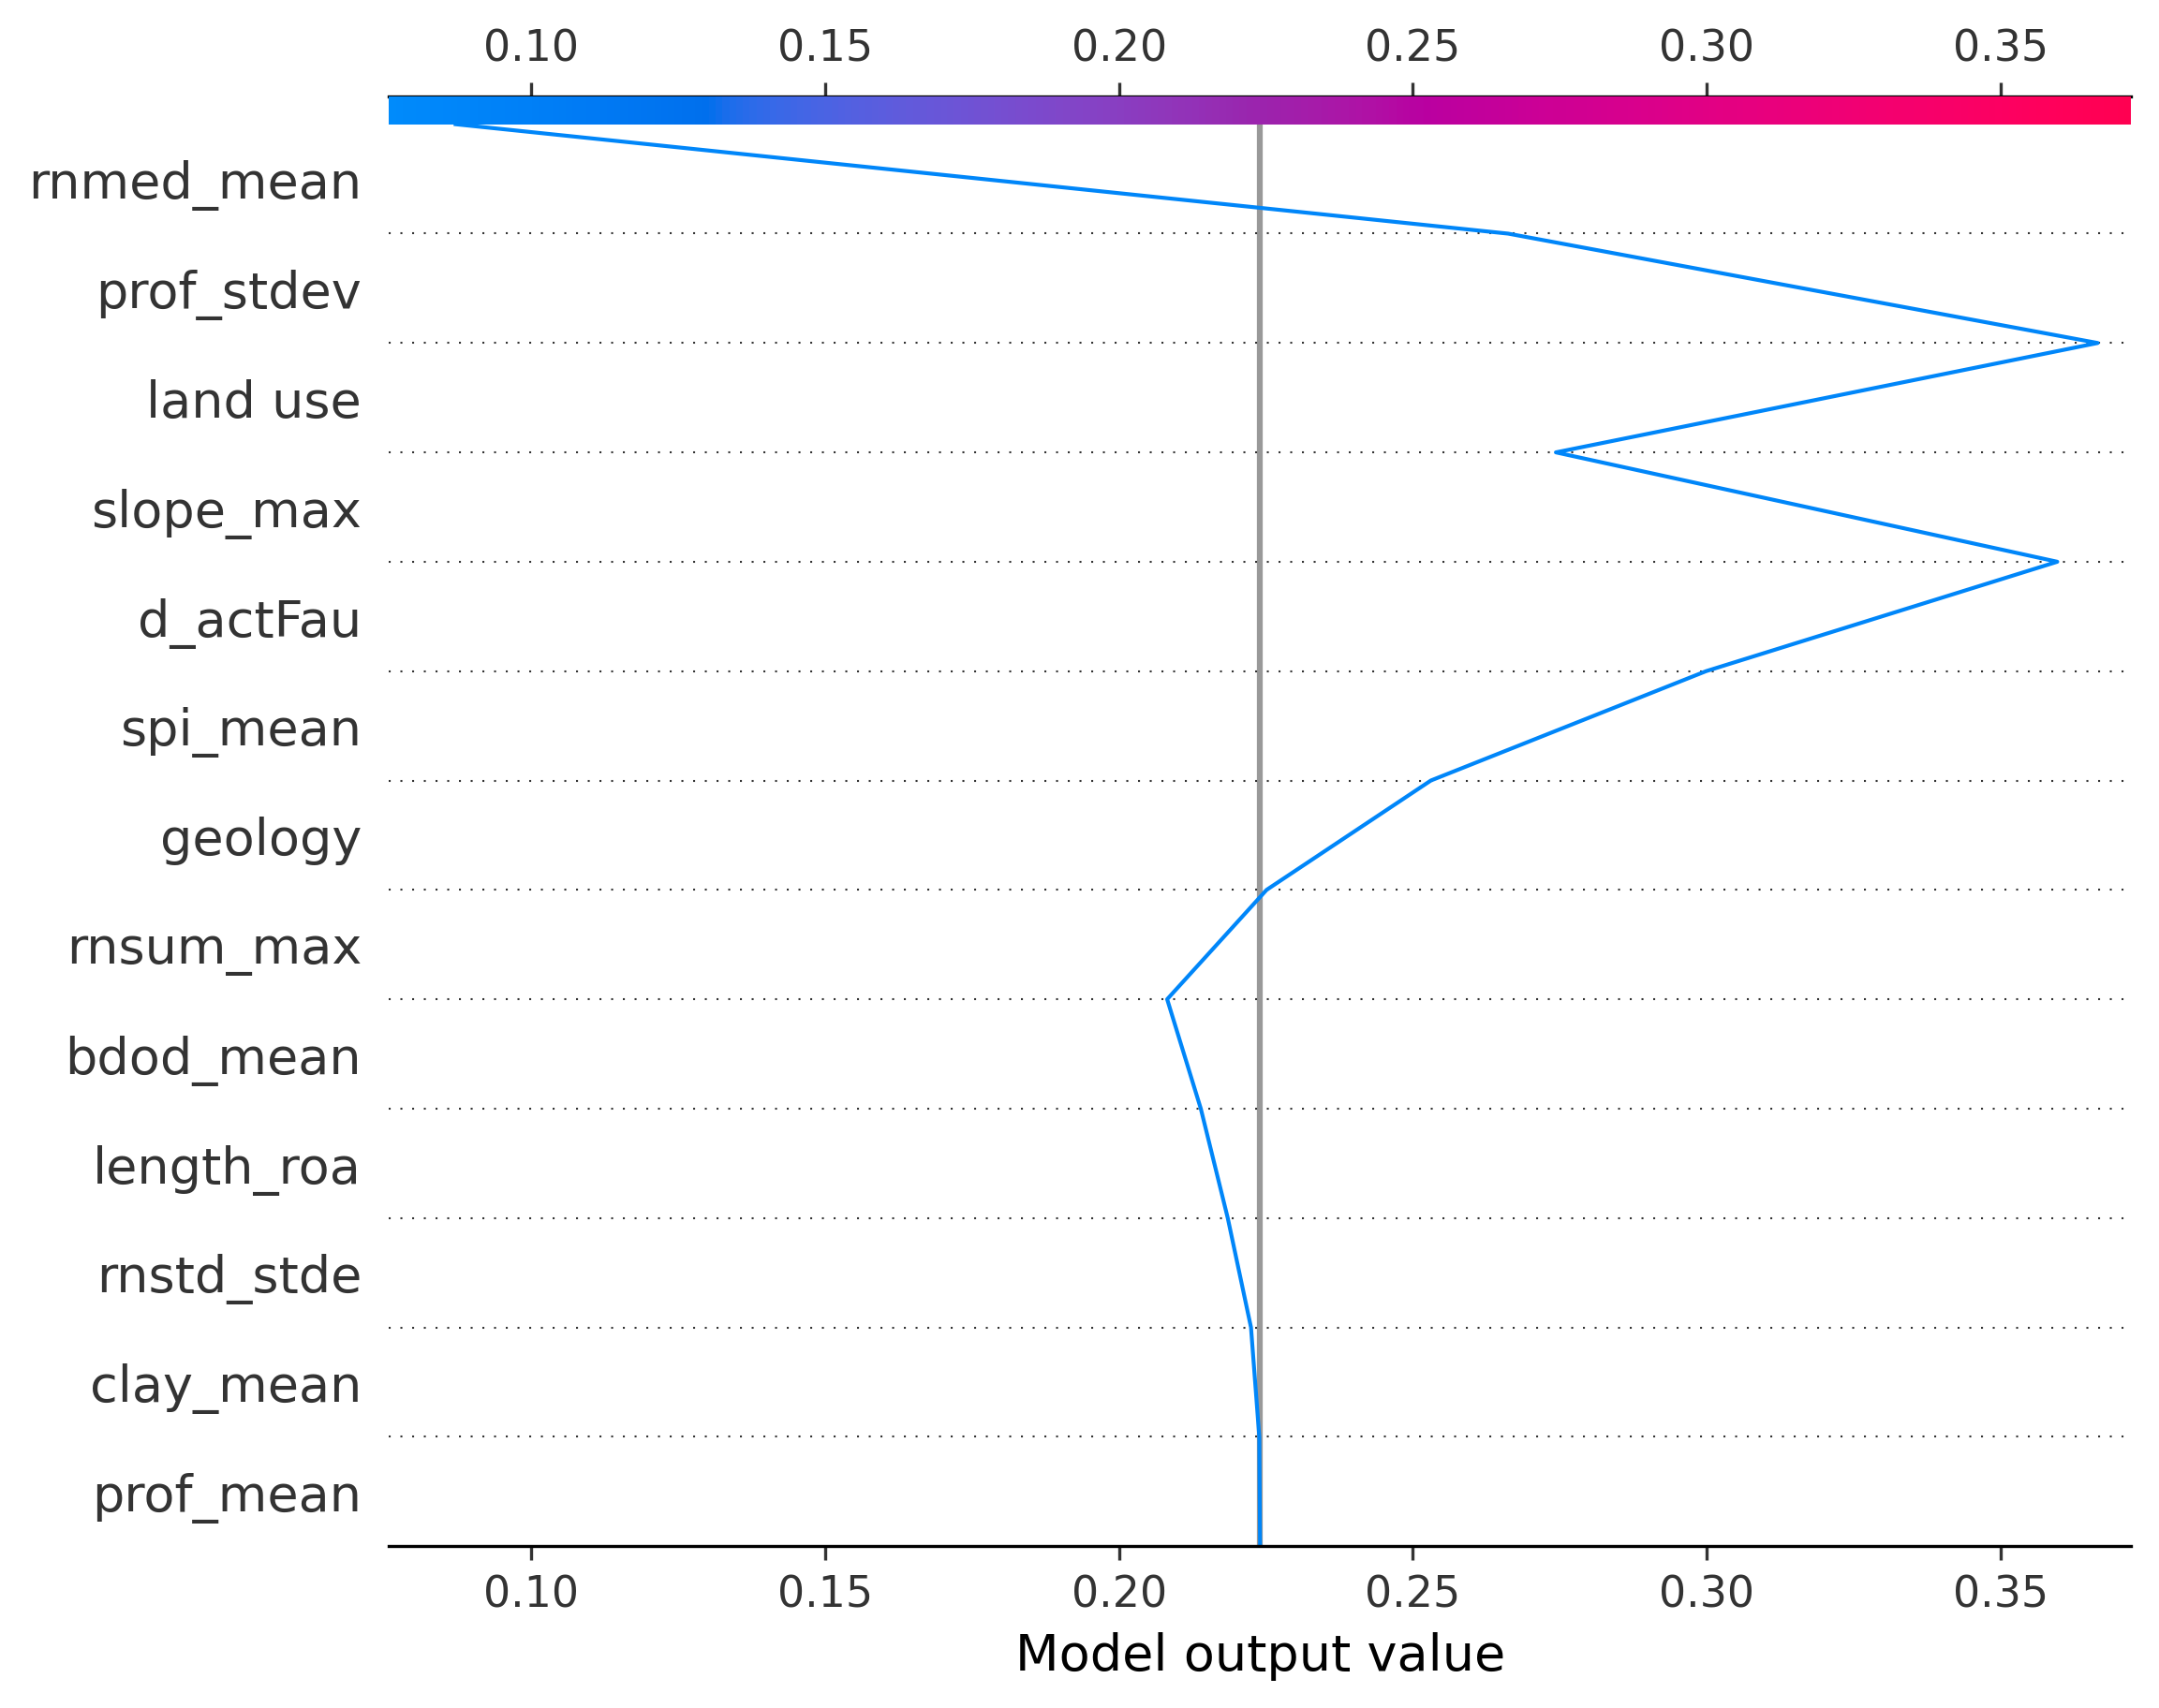 0.10 0.15 0.20 0.25 0.30 0.35
rnmed_mean
prof_stdev
land use
slope_max
d_actFau
spi_mean
geology
rnsum_max
bdod_mean
length_roa
rnstd_stde
clay_mean
prof_mean
0.10 0.15 0.20 0.25 0.30 0.35
Model output value